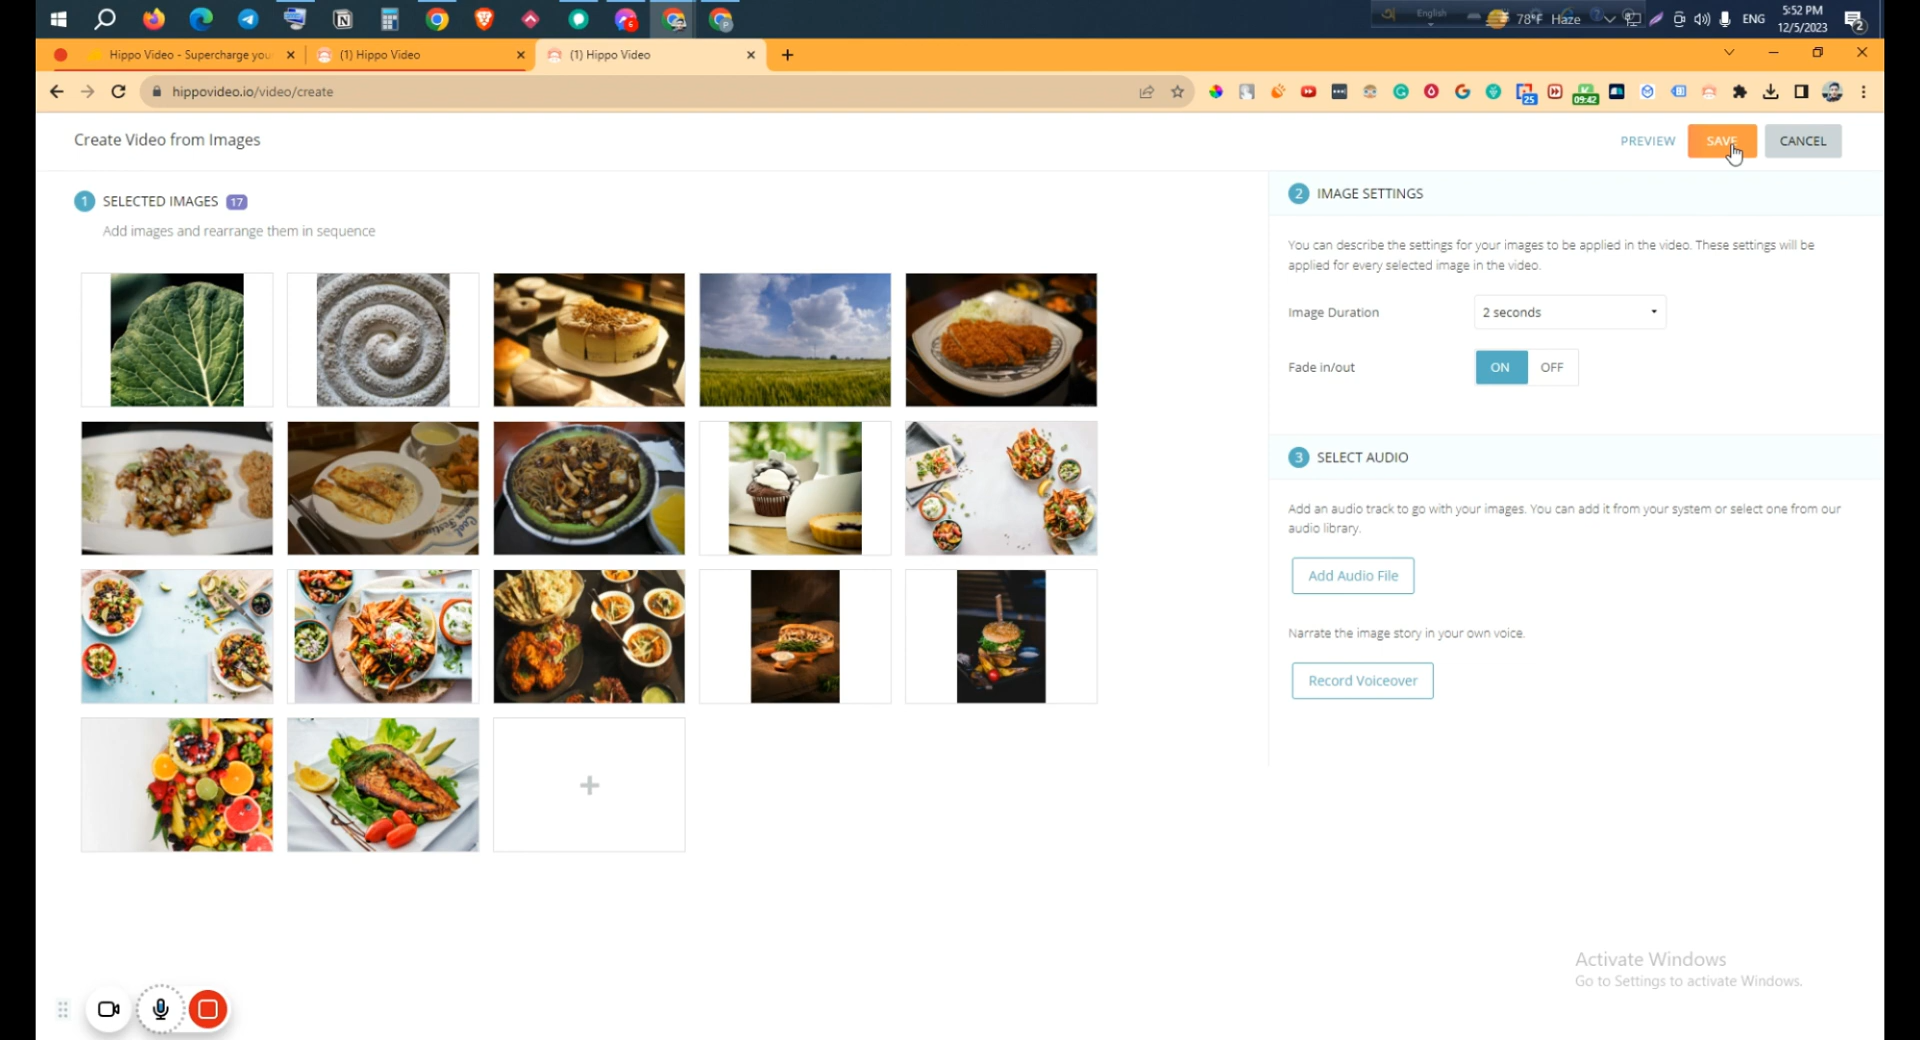 English
78°F Haze
ENG
5:52 PM
12/5/2023
2
6
Hippo Video - Supercharge you
(1) Hippo Video
(1) Hippo Video
hippovideo.io/video/create
25
09:42
Create Video from Images
PREVIEW
SAVE
CANCEL
1 SELECTED IMAGES 17
Add images and rearrange them in sequence
2 IMAGE SETTINGS
You can describe the settings for your images to be applied in the video. These settings will be
applied for every selected image in the video.
Image Duration
2 seconds
Fade in/out
ON OFF
3 SELECT AUDIO
Add an audio track to go with your images. You can add it from your system or select one from our
audio library.
Add Audio File
Narrate the image story in your own voice.
Record Voiceover
Activate Windows
Go to Settings to activate Windows.